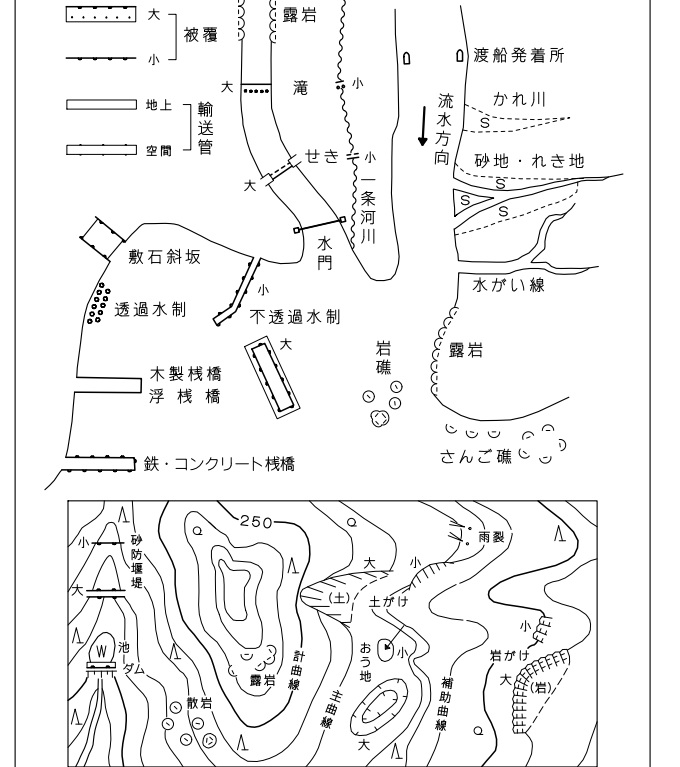 大
被覆
小
地上
輸送管
空間
露岩
大
滝
小
せき
小
大
一条河川
水門
渡船発着所
流水方向
かれ川
S
砂地・れき地
S
S
S
水がい線
敷石斜坂
透過水制
小
不透過水制
大
木製桟橋
浮桟橋
鉄・コンクリート桟橋
岩礁
露岩
さんご礁
小
砂防堰堤
大
W
池
ダム
250
露岩
散岩
計曲線
主曲線
大
小
(土)
土がけ
おう地
小
大
補助曲線
雨裂
小
岩がけ
大
(岩)